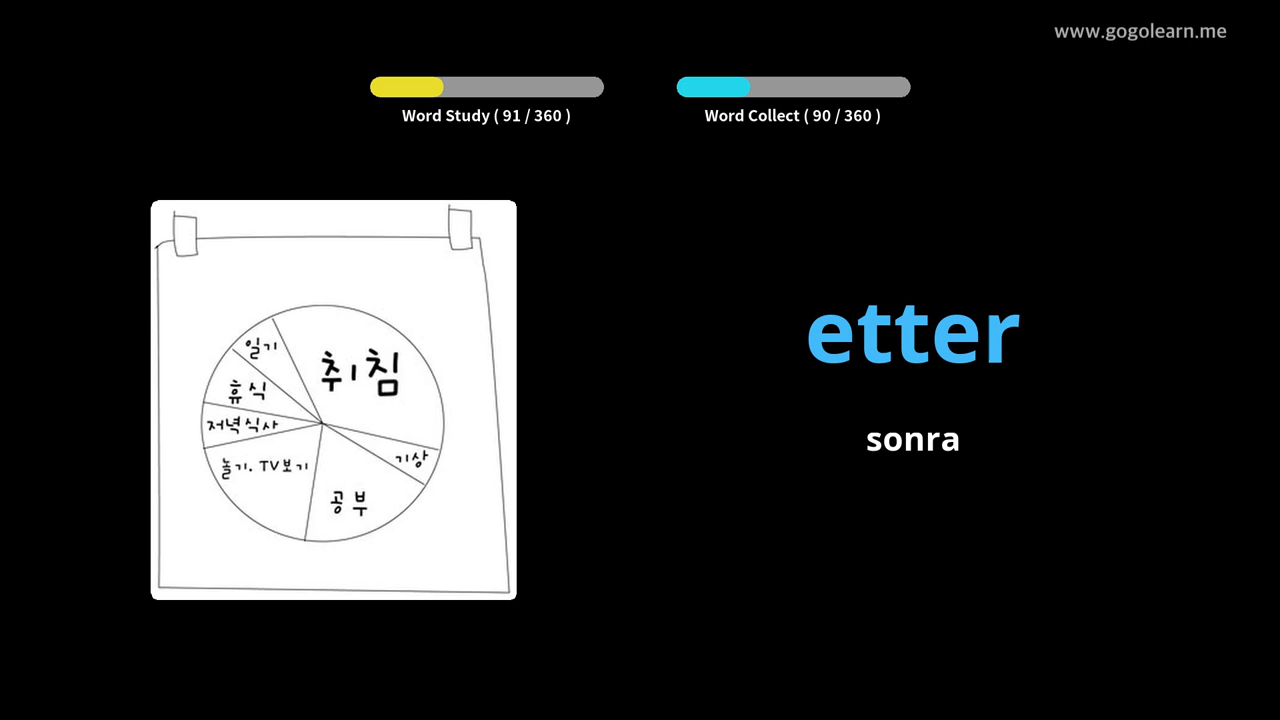 www.gogolearn.me
Word Study ( 91 / 360 )
Word Collect ( 90 / 360 )
일기
취침
휴식
저녁식사
놀기. TV보기
기상
공부
etter
sonra